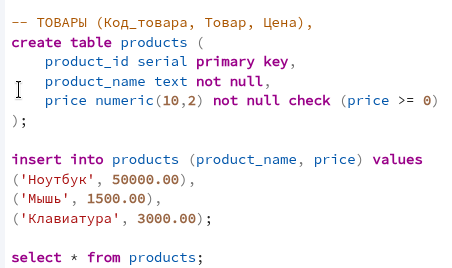 -- ТОВАРЫ (Код_товара, Товар, Цена),
create table products (
product_id serial primary key,
product_name text not null,
price numeric(10,2) not null check (price >= 0)
);
insert into products (product_name, price) values
('Ноутбук', 50000.00),
('Мышь', 1500.00),
('Клавиатура', 3000.00);
select * from products;